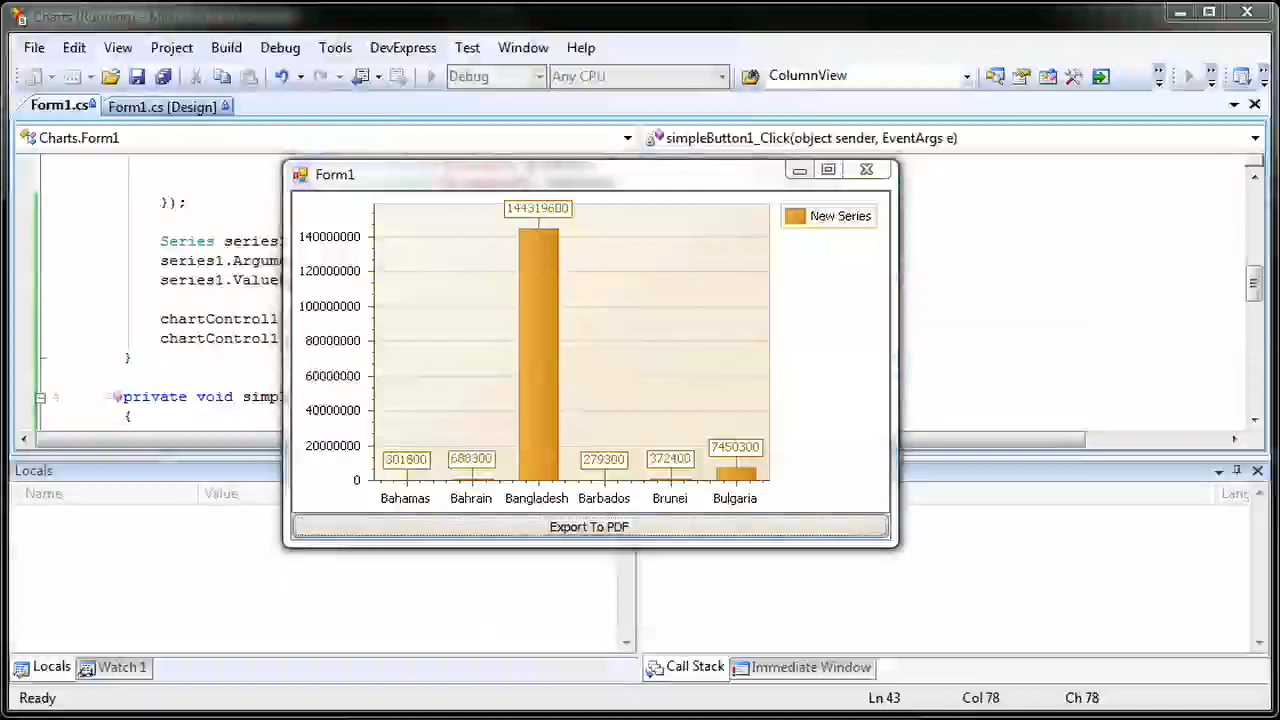 Charts (Running) -
File Edit View Project Build Debug Tools DevExpress Test Window Help
Debug Any CPU ColumnView
Form1.cs Form1.cs [Design]
Charts.Form1 simpleButton1_Click(object sender, EventArgs e)
Form1
});
Series series
series1.Argum
series1.Value
chartControl1
chartControl1
}
private void simpl
{
New Series
144319600
140000000
120000000
100000000
80000000
60000000
40000000
20000000
0
301800 688300 279300 372400 7450300
Bahamas Bahrain Bangladesh Barbados Brunei Bulgaria
Export To PDF
Locals
Name Value Lang
Locals Watch 1 Call Stack Immediate Window
Ready Ln 43 Col 78 Ch 78